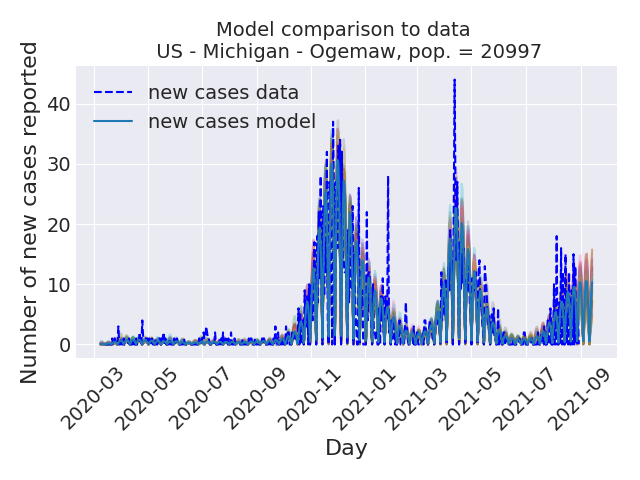 Model comparison to data
US - Michigan - Ogemaw, pop. = 20997
Number of new cases reported
40
30
20
10
0
new cases data
new cases model
2020-03
2020-05
2020-07
2020-09
2020-11
2021-01
2021-03
2021-05
2021-07
2021-09
Day